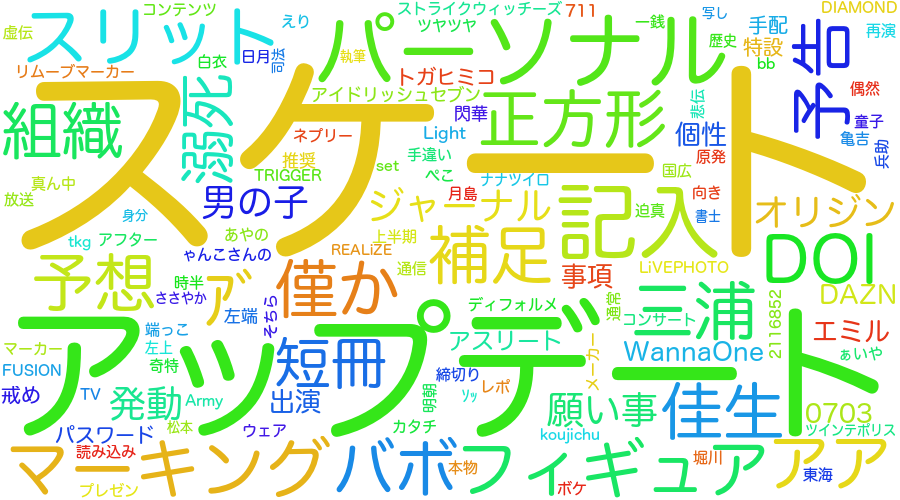 コンテンツ
ストライクウィッチーズ
711
写し
DIAMOND
虚伝
スリット
えり
パーソナル
ツヤツヤ
一銭
手配
予告
再演
白衣
日月
司法
執筆
歴史
特設
bb
リムーブマーカー
トガヒミコ
偶然
組織
溺死
スケート
アイドリッシュセブン
正方形
悲伝
童子
閃華
ネプリー
Light
個性
亀吉
推奨
手違い
原発
兵助
真ん中
TRIGGER
set
ぺこ
国広
放送
男の子
月島
ナナツイロ
向き
身分
ジャーナル
記入
迫真
書士
オリジン
tkg
アフター
あやの
上半期
補足
DOI
ゃんこさんの
REALiZE
予想
時半
ア゛
僅か
通信
事項
LiVEPHOTO
ささやか
そちら
ディフォルメ
通常
三浦
DAZN
端っこ
左端
コンサート
2116852
アップデート
エミル
マーカー
左上
短冊
アスリート
WannaOne
ぁいや
奇特
メーカー
FUSION
締切り
戒め
TV
発動
Army
出演
明朝
ソッ
レポ
願い事
佳生
0703
カタチ
パスワード
松本
ウェア
koujichu
ツインテポリス
マーキング
読み込み
バボ
本物
フィギュア
堀川
アア
東海
プレゼン
ボケ